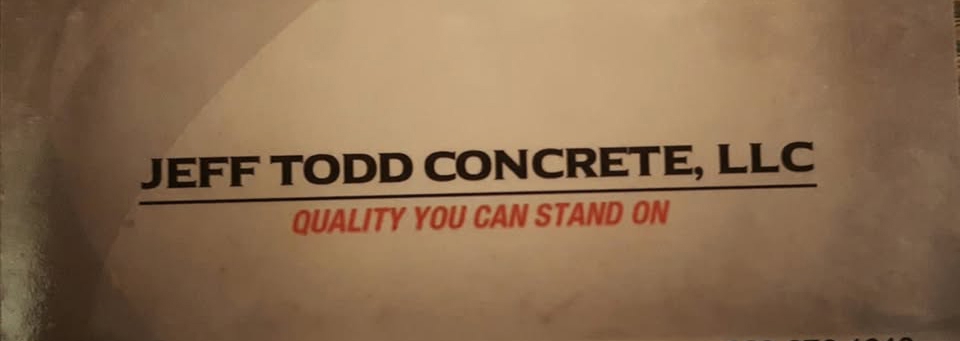 JEFF TODD CONCRETE, LLC
QUALITY YOU CAN STAND ON